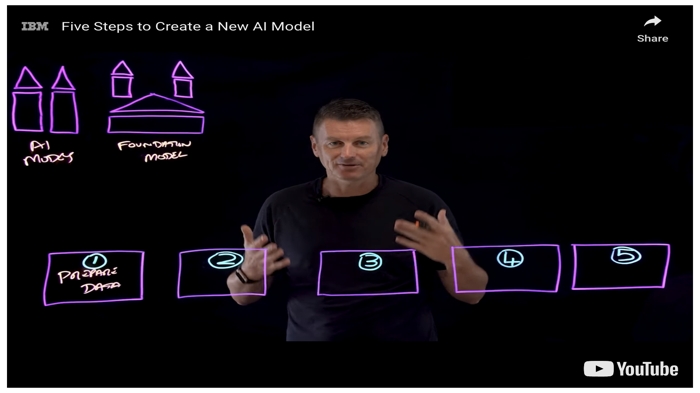 IBM Five Steps to Create a New AI Model
Share
AI
MODELS
FOUNDATION
MODEL
1
2
3
4
5
PREPARE
DATA
YouTube